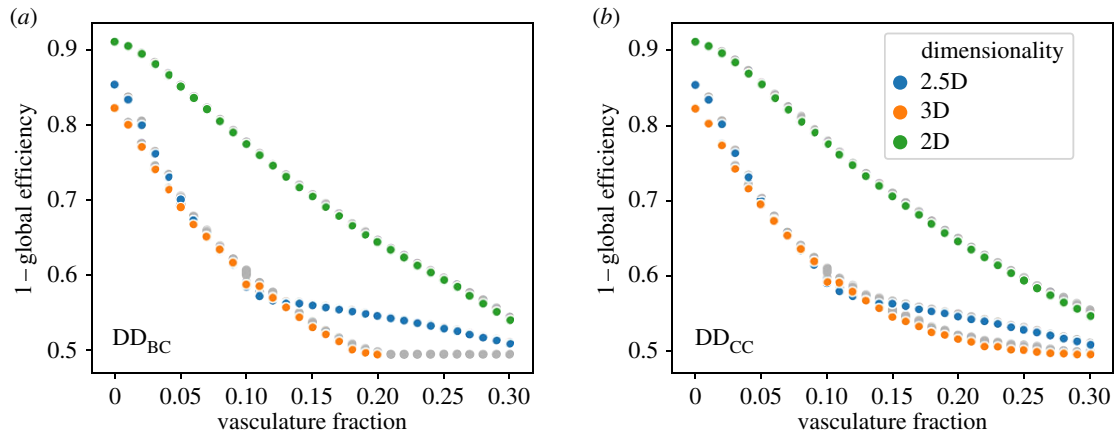 (a)
0.9
0.8
0.7
0.6
0.5
1 – global efficiency
DD_BC
0 0.05 0.10 0.15 0.20 0.25 0.30
vasculature fraction
(b)
0.9
0.8
0.7
0.6
0.5
1 – global efficiency
dimensionality
2.5D
3D
2D
DD_CC
0 0.05 0.10 0.15 0.20 0.25 0.30
vasculature fraction